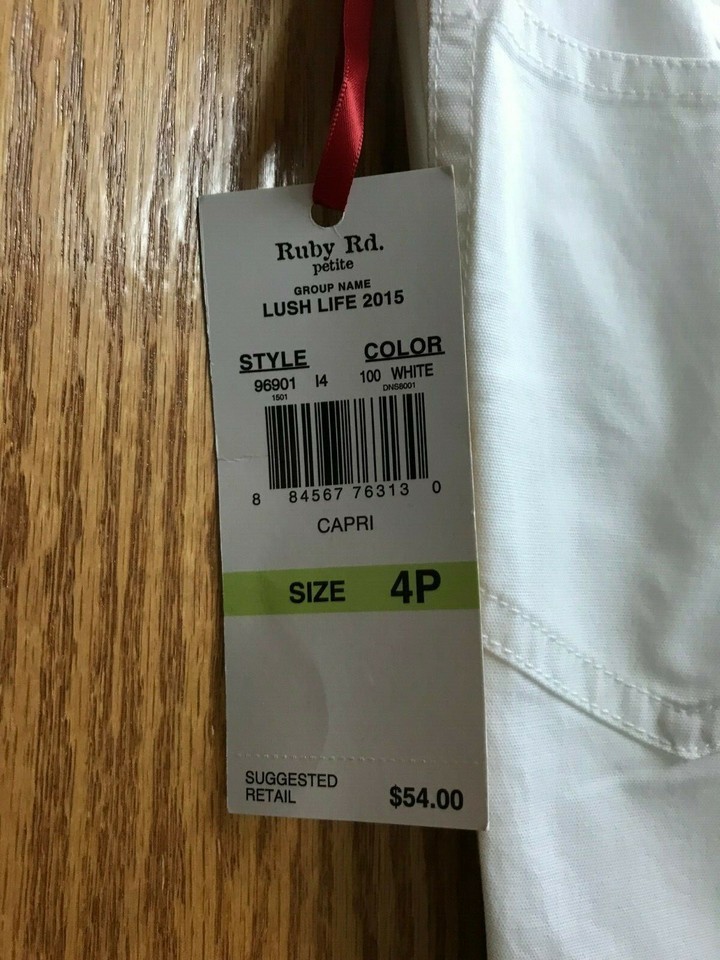 Ruby Rd.
petite
GROUP NAME
LUSH LIFE 2015
STYLE COLOR
96901 I4 100 WHITE
1501 DNS8001
8 84567 76313 0
CAPRI
SIZE 4P
SUGGESTED
RETAIL $54.00